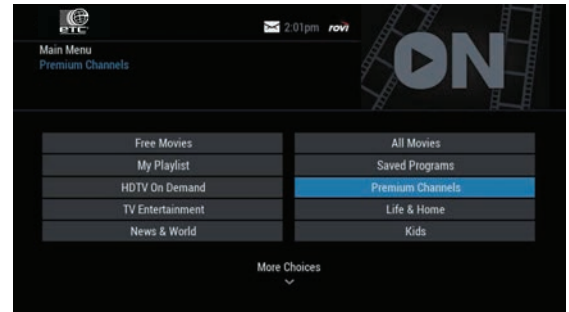 etc
2:01pm rovi
ON
Main Menu
Premium Channels
Free Movies
All Movies
My Playlist
Saved Programs
HDTV On Demand
Premium Channels
TV Entertainment
Life & Home
News & World
Kids
More Choices